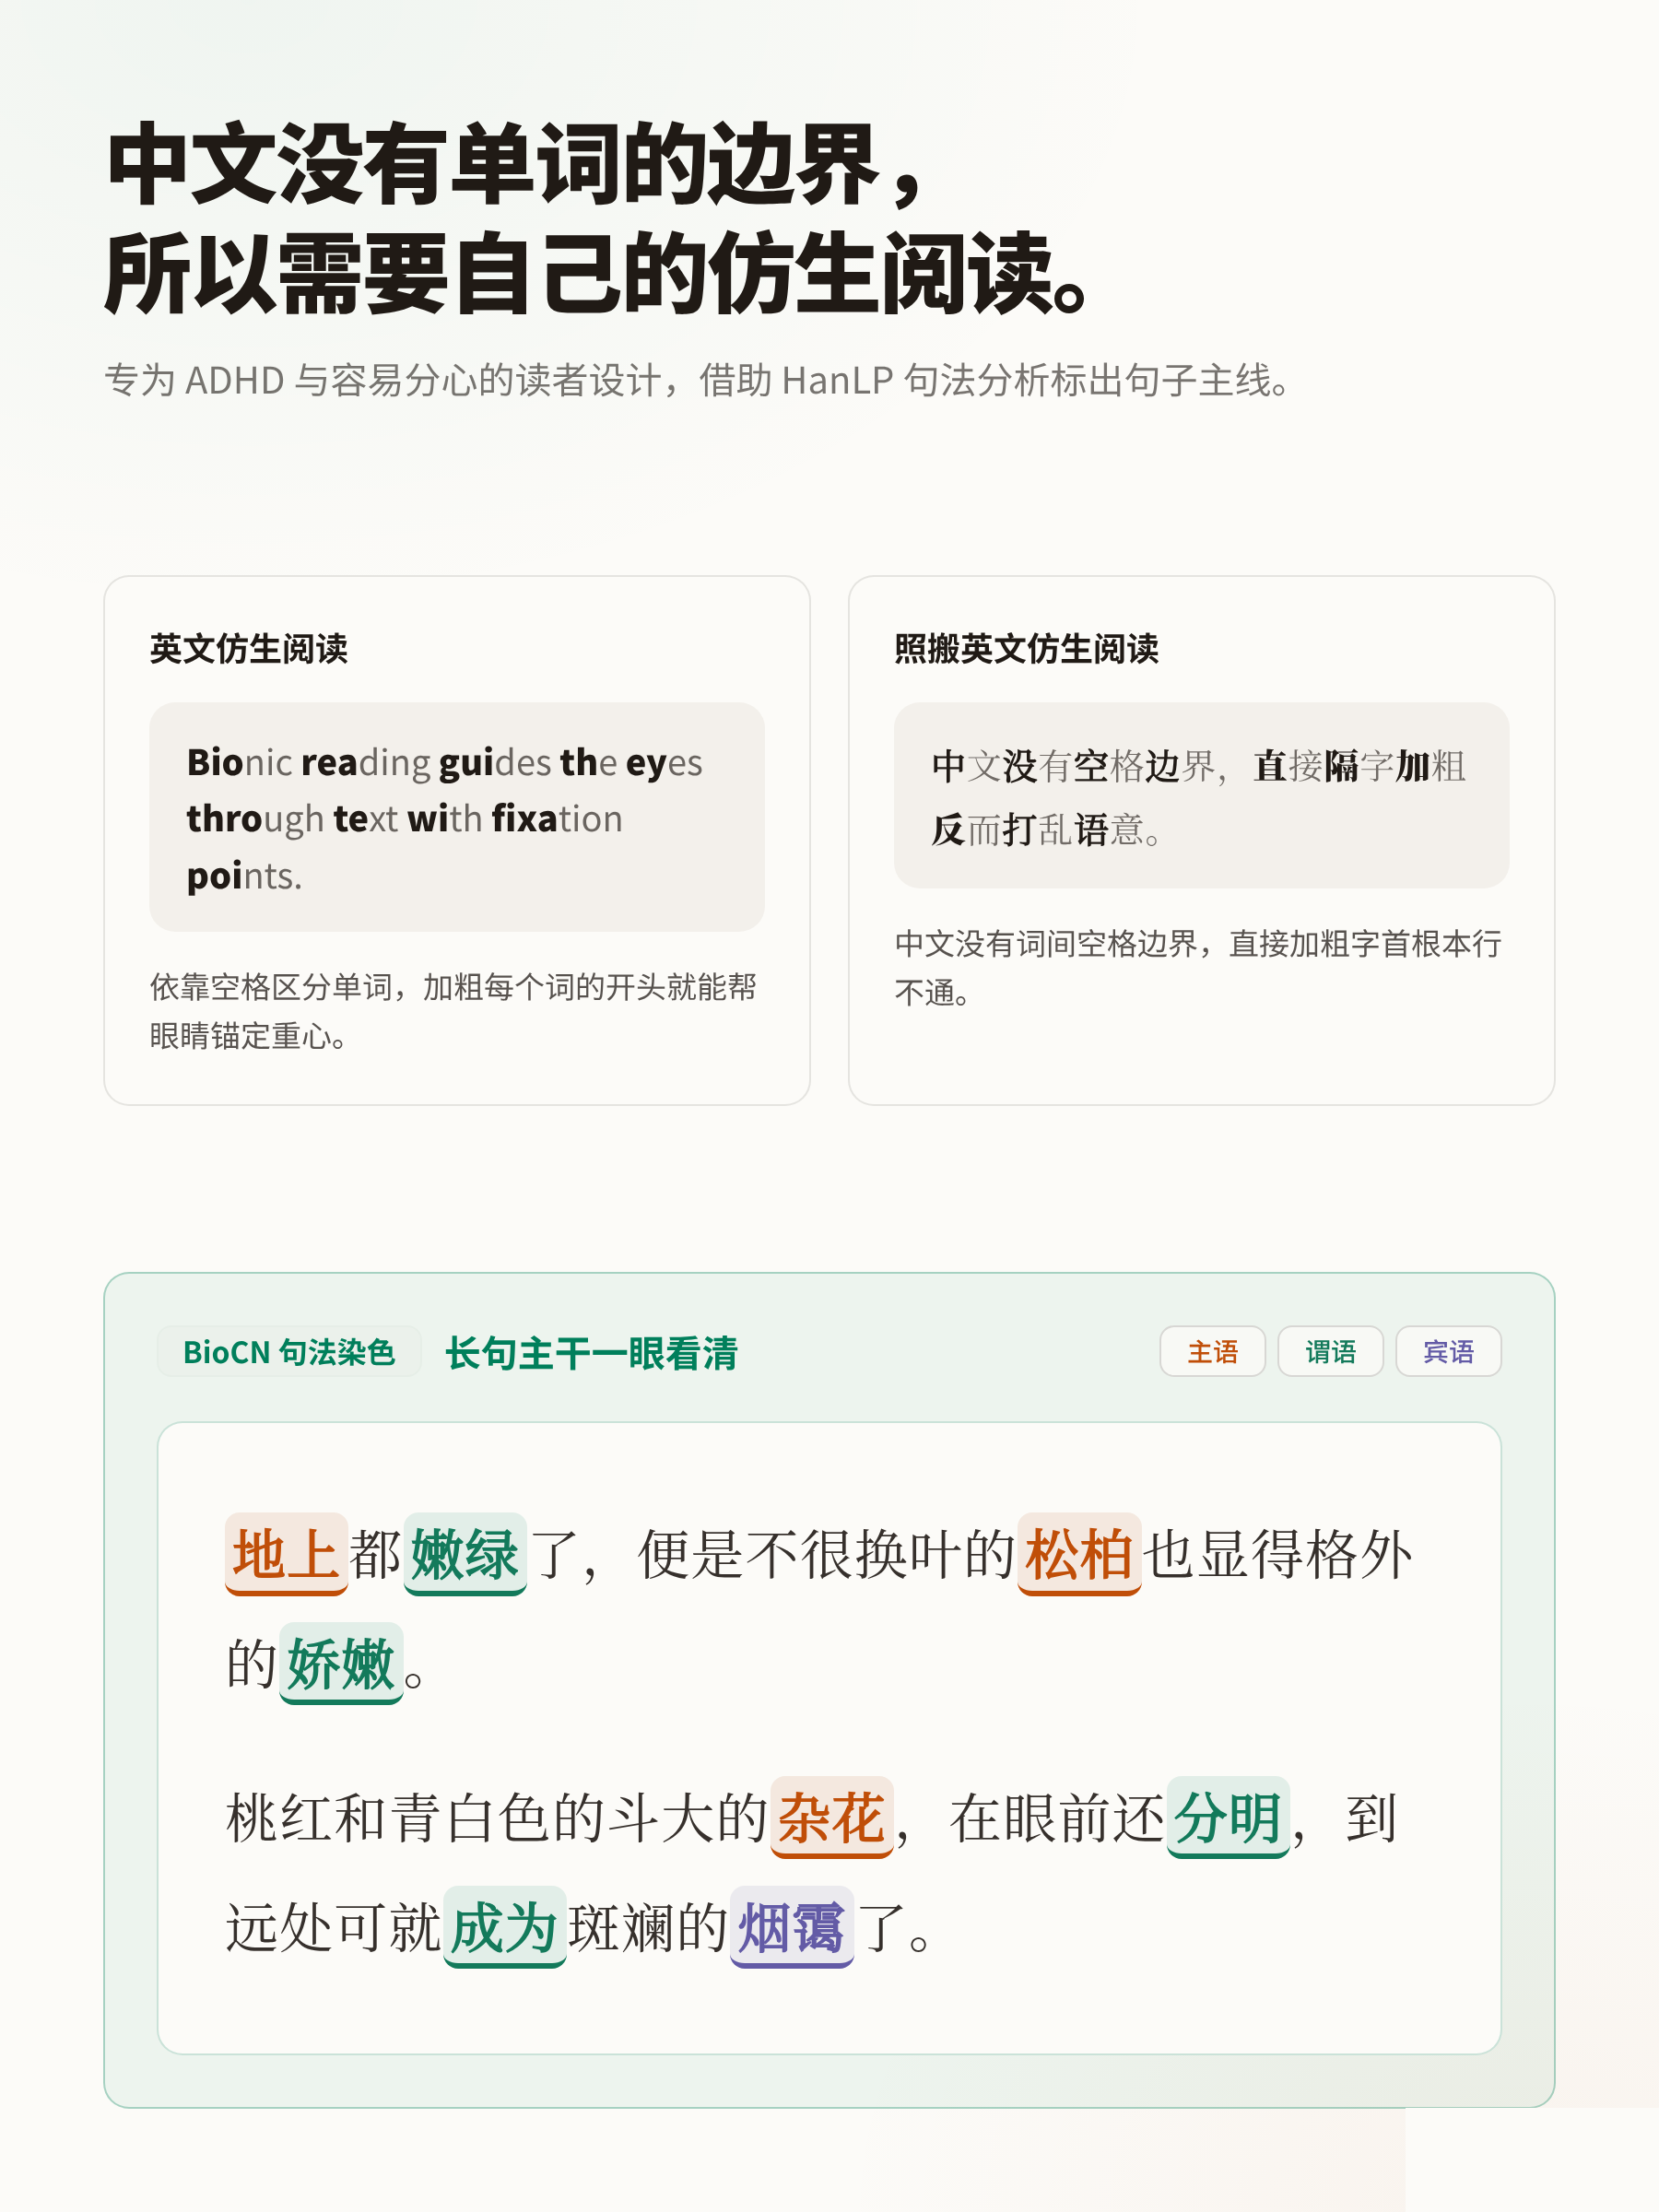 中文没有单词的边界，
所以需要自己的仿生阅读。
专为 ADHD 与容易分心的读者设计，借助 HanLP 句法分析标出句子主线。
英文仿生阅读
Bionic reading guides the eyes
through text with fixation
points.
依靠空格区分单词，加粗每个词的开头就能帮
眼睛锚定重心。
照搬英文仿生阅读
中文没有空格边界，直接隔字加粗
反而打乱语意。
中文没有词间空格边界，直接加粗字首根本行
不通。
BioCN 句法染色 长句主干一眼看清 主语 谓语 宾语
地上都嫩绿了，便是不很换叶的松柏也显得格外
的娇嫩。
桃红和青白色的斗大的杂花，在眼前还分明，到
远处可就成为斑斓的烟霭了。